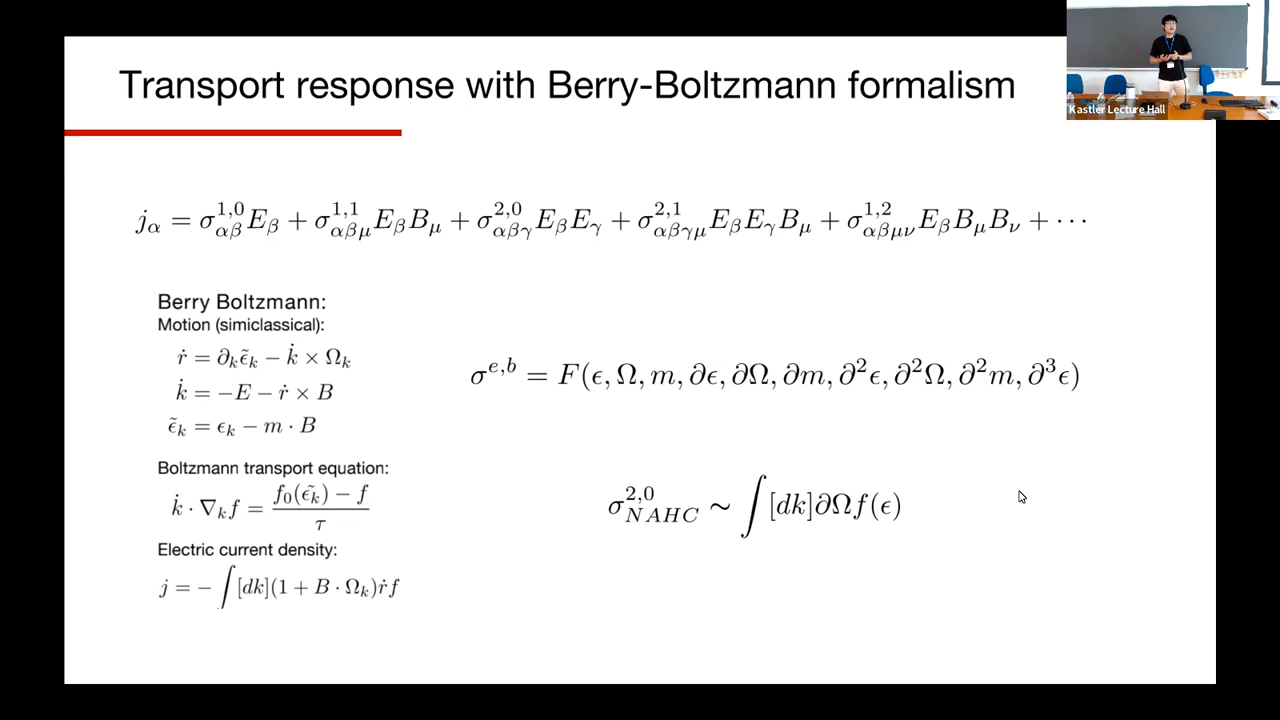 Transport response with Berry-Boltzmann formalism
Kastler Lecture Hall
j_α = σ^{1,0}_{αβ} E_β + σ^{1,1}_{αβμ} E_β B_μ + σ^{2,0}_{αβγ} E_β E_γ + σ^{2,1}_{αβγμ} E_β E_γ B_μ + σ^{1,2}_{αβμν} E_β B_μ B_ν + ⋯
Berry Boltzmann:
Motion (simiclassical):
ṙ = ∂_k ε̃_k − k̇ × Ω_k
k̇ = −E − ṙ × B
ε̃_k = ε_k − m · B
σ^{e,b} = F(ε, Ω, m, ∂ε, ∂Ω, ∂m, ∂²ε, ∂²Ω, ∂²m, ∂³ε)
Boltzmann transport equation:
k̇ · ∇_k f = (f_0(ε̃_k) − f) / τ
σ^{2,0}_{NAHC} ∼ ∫[dk]∂Ωf(ε)
Electric current density:
j = − ∫[dk](1 + B · Ω_k)ṙf